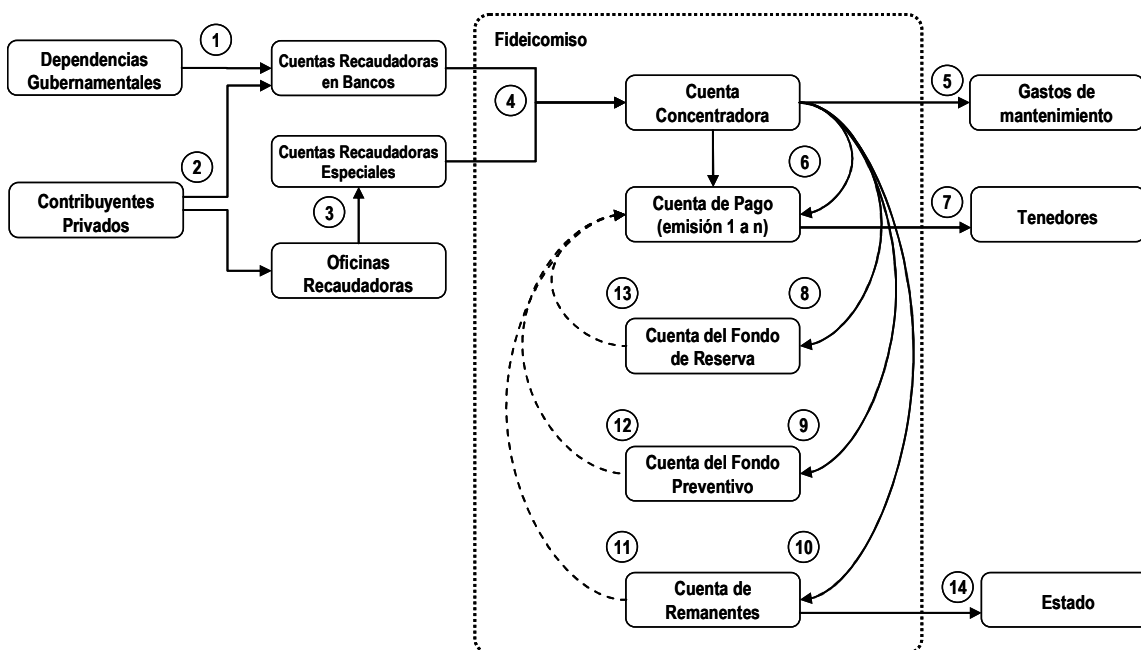 Fideicomiso
1
Dependencias
Gubernamentales
Cuentas Recaudadoras
en Bancos
4
Cuenta
Concentradora
5
Gastos de
mantenimiento
2
Cuentas Recaudadoras
Especiales
6
Contribuyentes
Privados
3
Cuenta de Pago
(emisión 1 a n)
7
Tenedores
Oficinas
Recaudadoras
13
8
Cuenta del Fondo
de Reserva
12
9
Cuenta del Fondo
Preventivo
11
10
Cuenta de
Remanentes
14
Estado